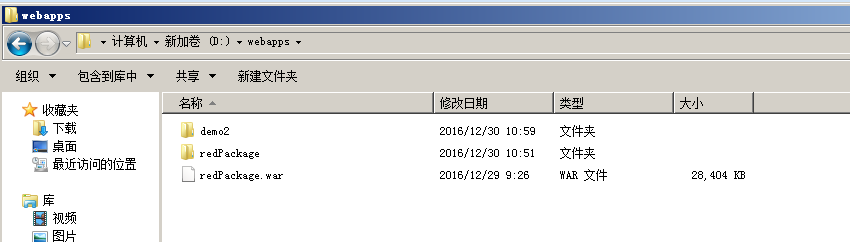 webapps
计算机 新加卷 (D:) webapps
组织 包含到库中 共享 新建文件夹
收藏夹
下载
桌面
最近访问的位置
库
视频
图片
名称 修改日期 类型 大小
demo2 2016/12/30 10:59 文件夹
redPackage 2016/12/30 10:51 文件夹
redPackage.war 2016/12/29 9:26 WAR 文件 28,404 KB